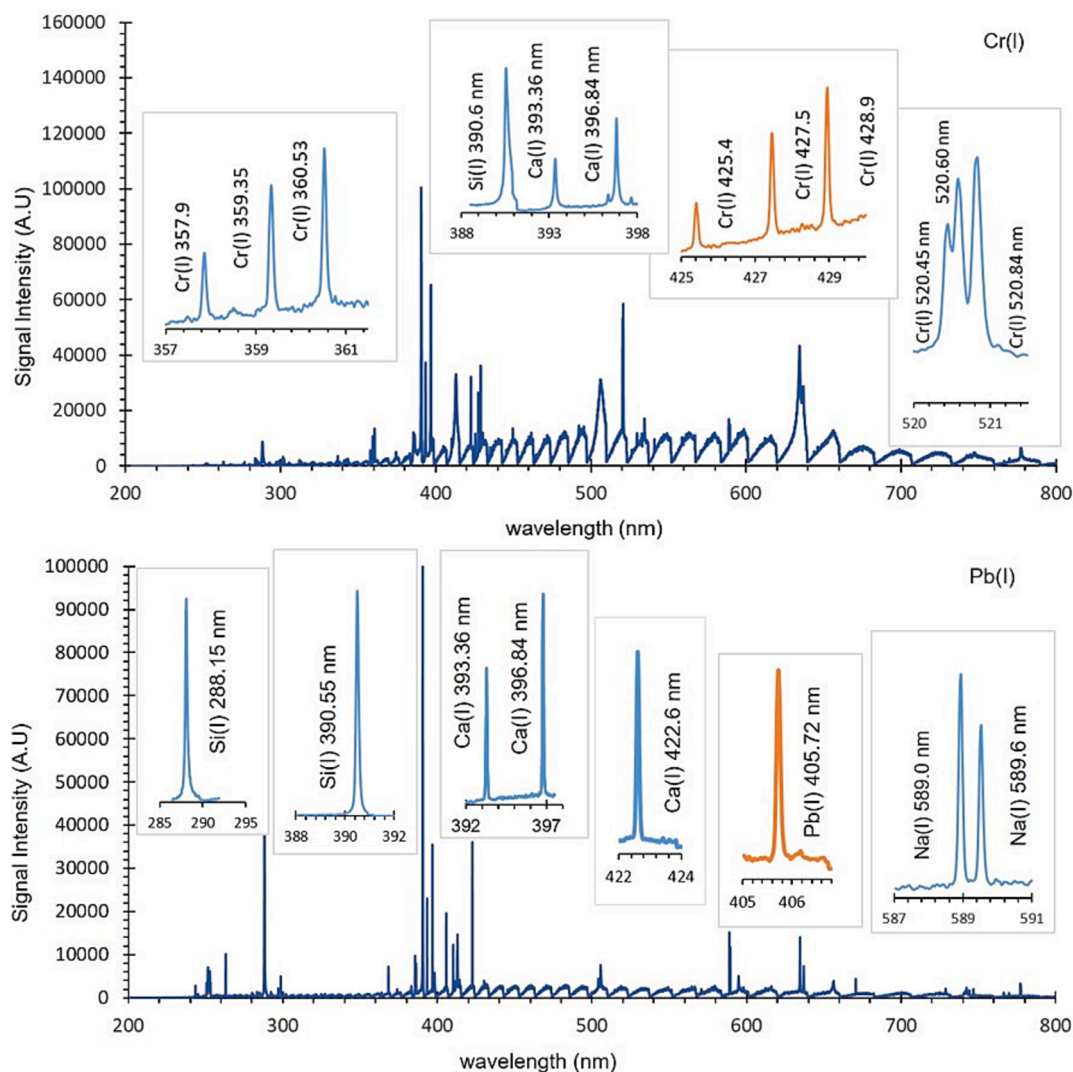 Cr(I)
Signal Intensity (A.U)
160000
140000
120000
100000
80000
60000
40000
20000
0
200 300 400 500 600 700 800
wavelength (nm)
Cr(I) 357.9
Cr(I) 359.35
Cr(I) 360.53
357 359 361
Si(I) 390.6 nm
Ca(I) 393.36 nm
Ca(I) 396.84 nm
388 393 398
Cr(I) 425.4
Cr(I) 427.5
Cr(I) 428.9
425 427 429
Cr(I) 520.45 nm
520.60 nm
Cr(I) 520.84 nm
520 521
Pb(I)
Signal Intensity (A.U)
100000
90000
80000
70000
60000
50000
40000
30000
20000
10000
0
200 300 400 500 600 700 800
wavelength (nm)
Si(I) 288.15 nm
285 290 295
Si(I) 390.55 nm
388 390 392
Ca(I) 393.36 nm
Ca(I) 396.84 nm
392 397
Ca(I) 422.6 nm
422 424
Pb(I) 405.72 nm
405 406
Na(I) 589.0 nm
Na(I) 589.6 nm
587 589 591